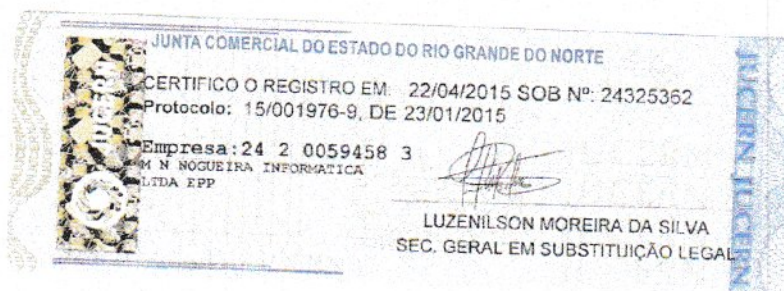 JUNTA COMERCIAL DO ESTADO DO RIO GRANDE DO NORTE
CERTIFICO O REGISTRO EM: 22/04/2015 SOB Nº: 24325362
Protocolo: 15/001976-9, DE 23/01/2015
Empresa:24 2 0059458 3
M N NOGUEIRA INFORMATICA
LTDA EPP
LUZENILSON MOREIRA DA SILVA
SEC. GERAL EM SUBSTITUIÇÃO LEGAL
JUCERN
JUCERN JUCERN